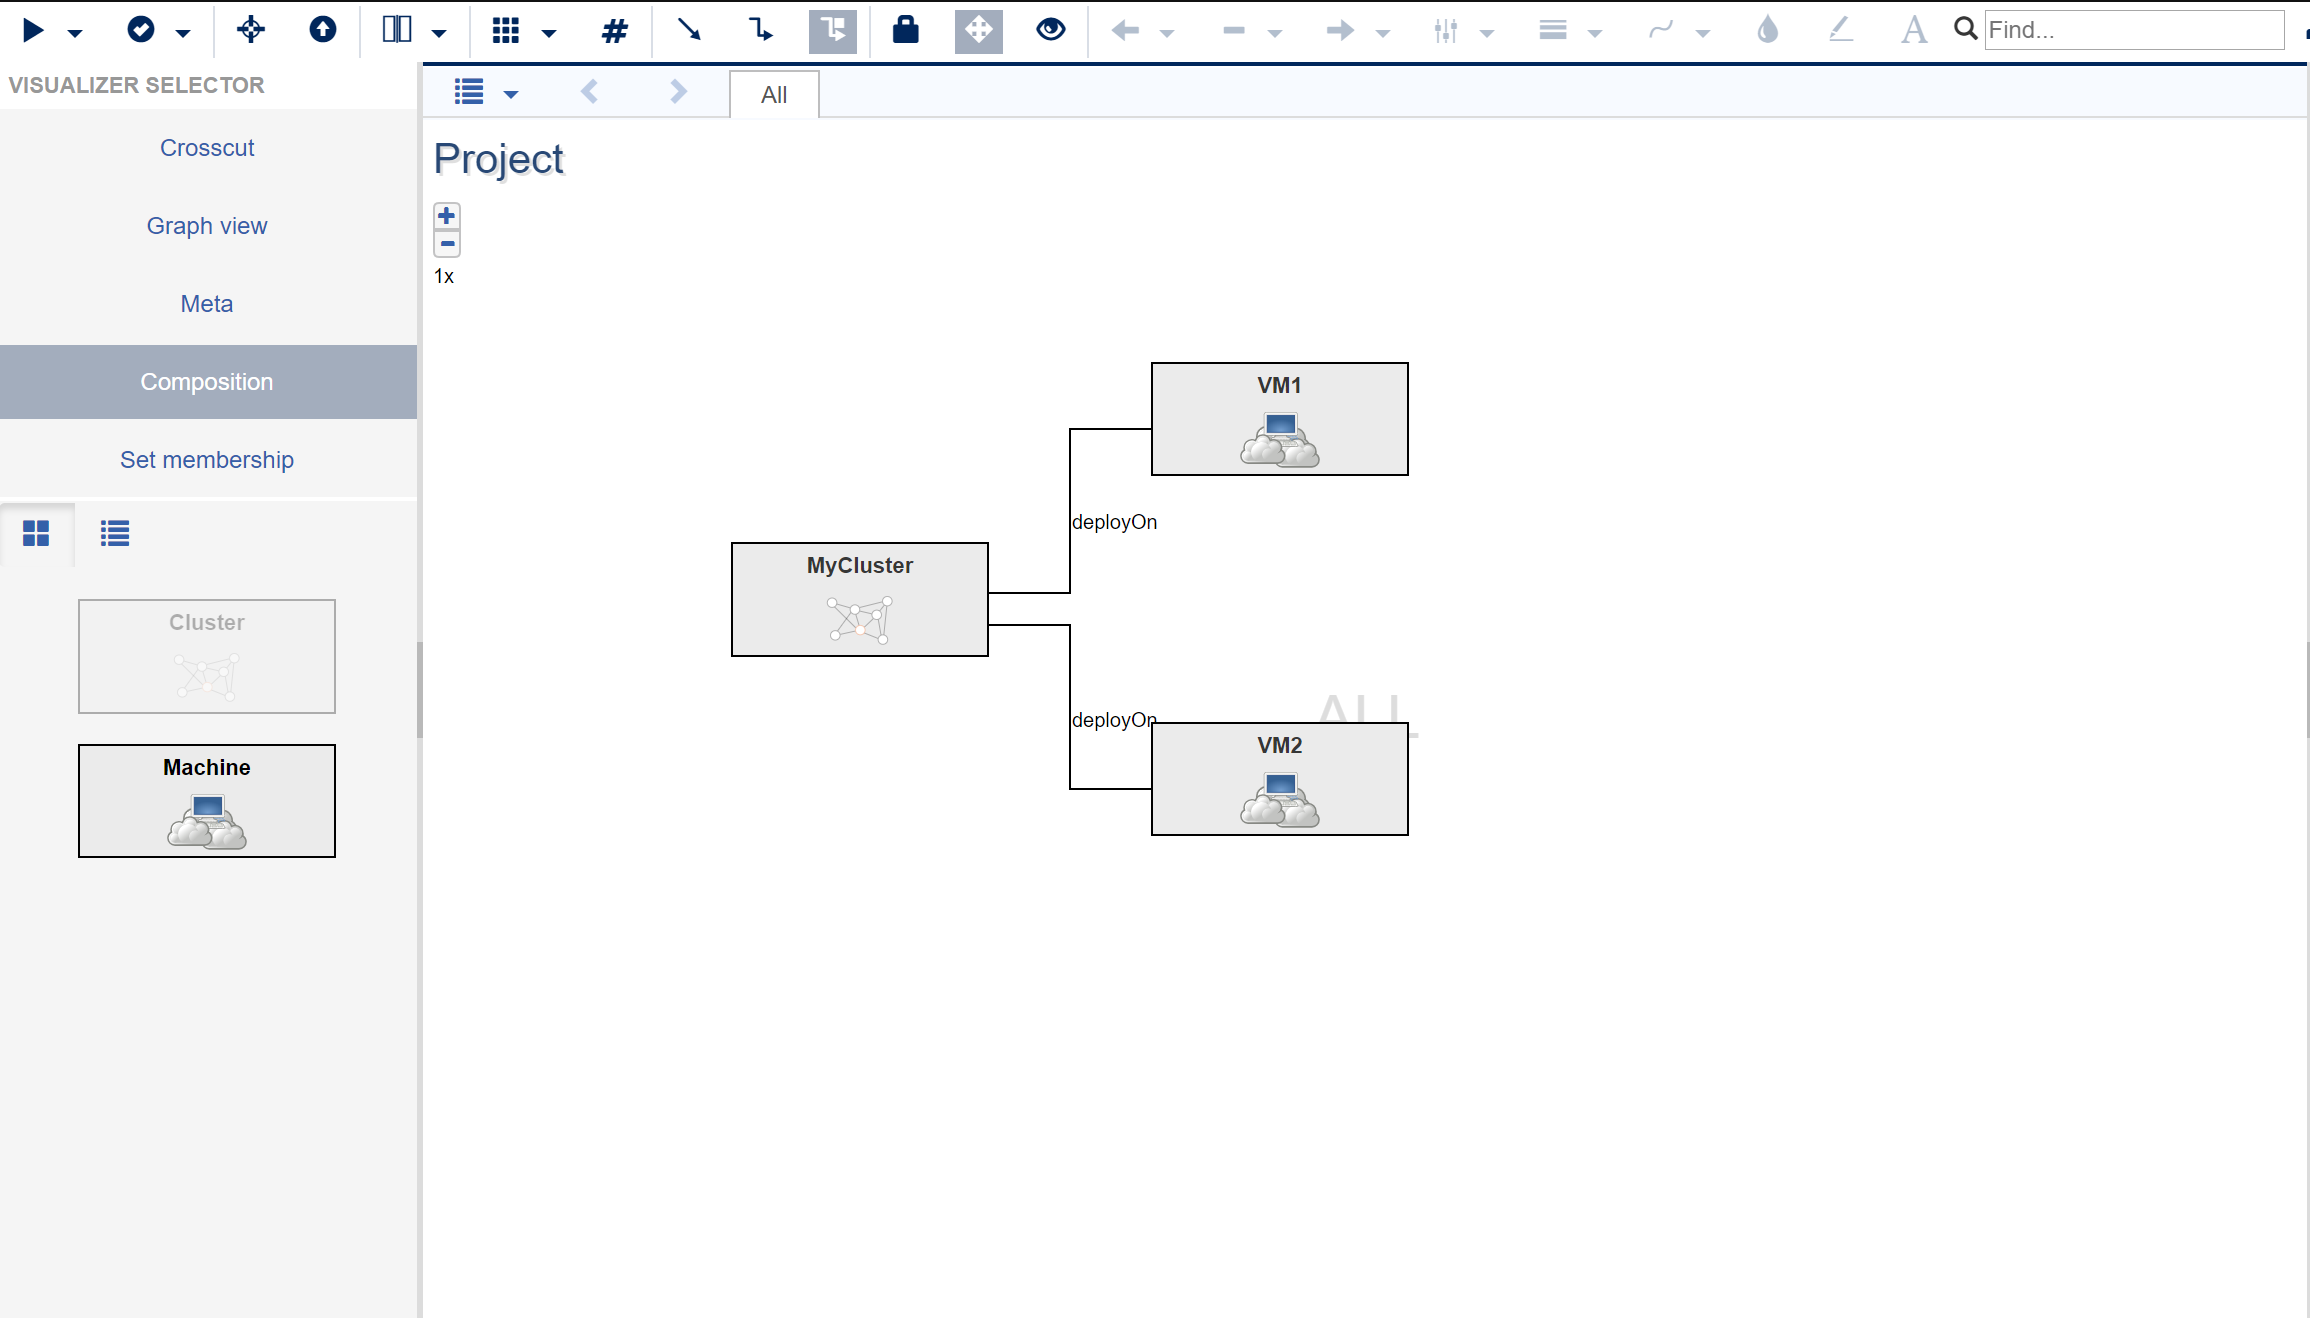 #
A
Find...
VISUALIZER SELECTOR
Crosscut
Graph view
Meta
Composition
Set membership
Cluster
Machine
All
Project
1x
VM1
deployOn
MyCluster
deployOn
ALL
VM2